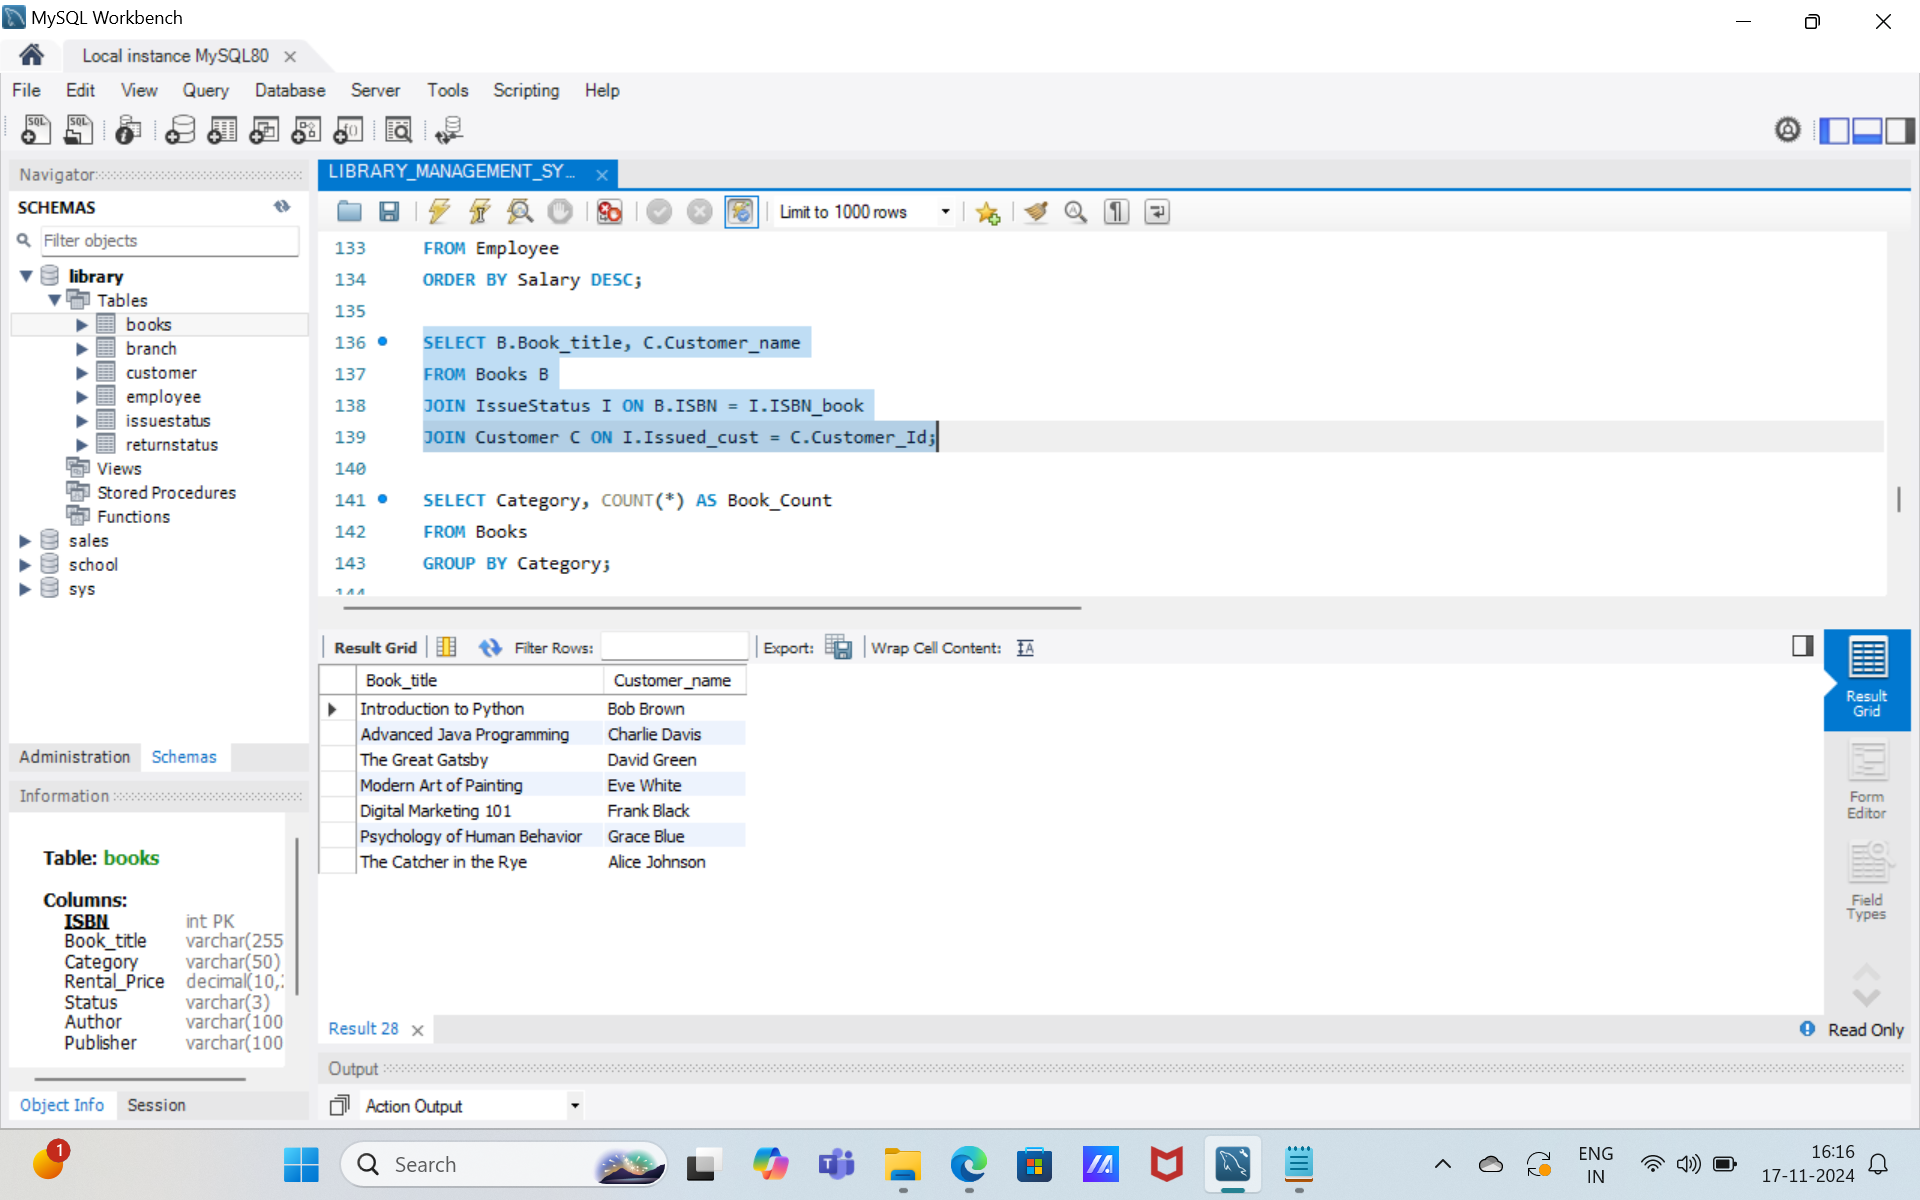 MySQL Workbench
Local instance MySQL80
File Edit View Query Database Server Tools Scripting Help
Navigator
SCHEMAS
Filter objects
library
Tables
books
branch
customer
employee
issuestatus
returnstatus
Views
Stored Procedures
Functions
sales
school
sys
Administration Schemas
Information
Table: books
Columns:
ISBN int PK
Book_title varchar(255
Category varchar(50)
Rental_Price decimal(10,
Status varchar(3)
Author varchar(100
Publisher varchar(100
Object Info Session
LIBRARY_MANAGEMENT_SY...
Limit to 1000 rows
133 FROM Employee
134 ORDER BY Salary DESC;
135
136 SELECT B.Book_title, C.Customer_name
137 FROM Books B
138 JOIN IssueStatus I ON B.ISBN = I.ISBN_book
139 JOIN Customer C ON I.Issued_cust = C.Customer_Id;
140
141 SELECT Category, COUNT(*) AS Book_Count
142 FROM Books
143 GROUP BY Category;
144
Result Grid Filter Rows: Export: Wrap Cell Content:
Book_title Customer_name
Introduction to Python Bob Brown
Advanced Java Programming Charlie Davis
The Great Gatsby David Green
Modern Art of Painting Eve White
Digital Marketing 101 Frank Black
Psychology of Human Behavior Grace Blue
The Catcher in the Rye Alice Johnson
Result
Grid
Form
Editor
Field
Types
Result 28
Read Only
Output
Action Output
1
Search
ENG
IN
16:16
17-11-2024